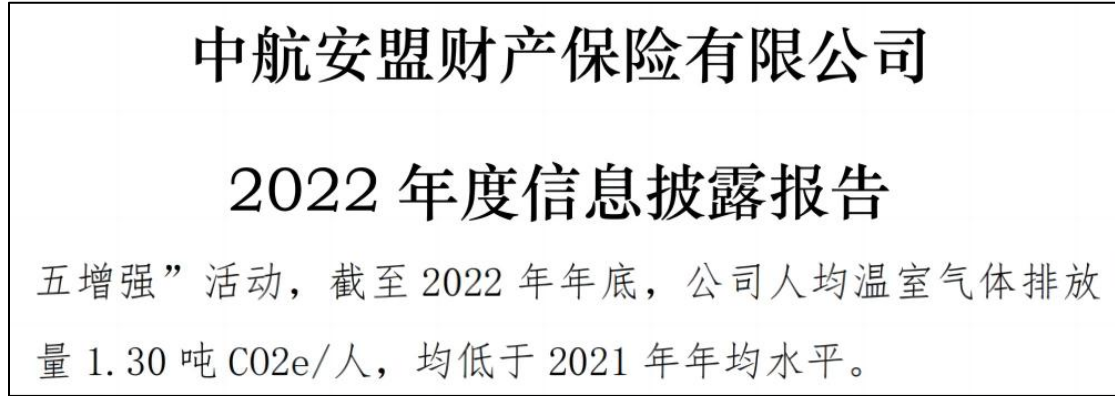 中航安盟财产保险有限公司
2022 年度信息披露报告
五增强”活动，截至 2022 年年底，公司人均温室气体排放
量 1.30 吨 CO2e/人，均低于 2021 年年均水平。